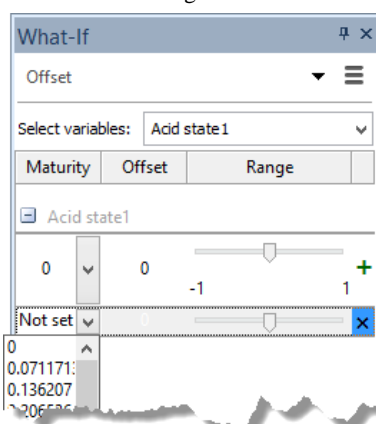 What-If
Offset
Select variables: Acid state1
Maturity Offset Range
Acid state1
0 0 -1 1
Not set 0
0
0.071171
0.136207